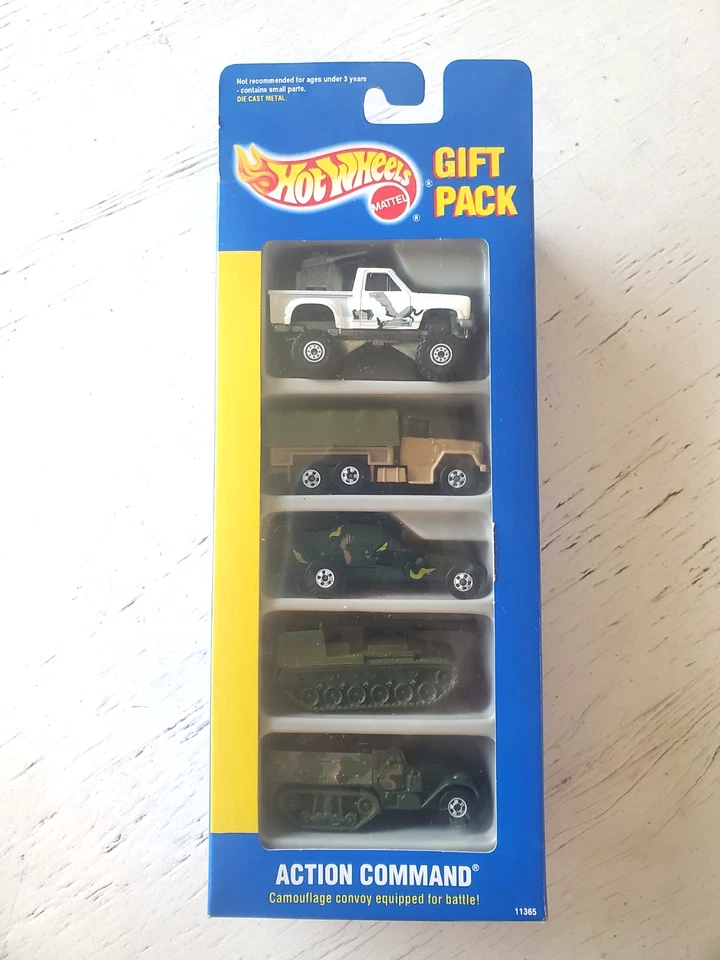 Not recommended for ages under 3 years
- contains small parts.
DIE CAST METAL.
HOT WHEELS®
MATTEL®
GIFT
PACK
ACTION COMMAND®
Camouflage convoy equipped for battle!
11365